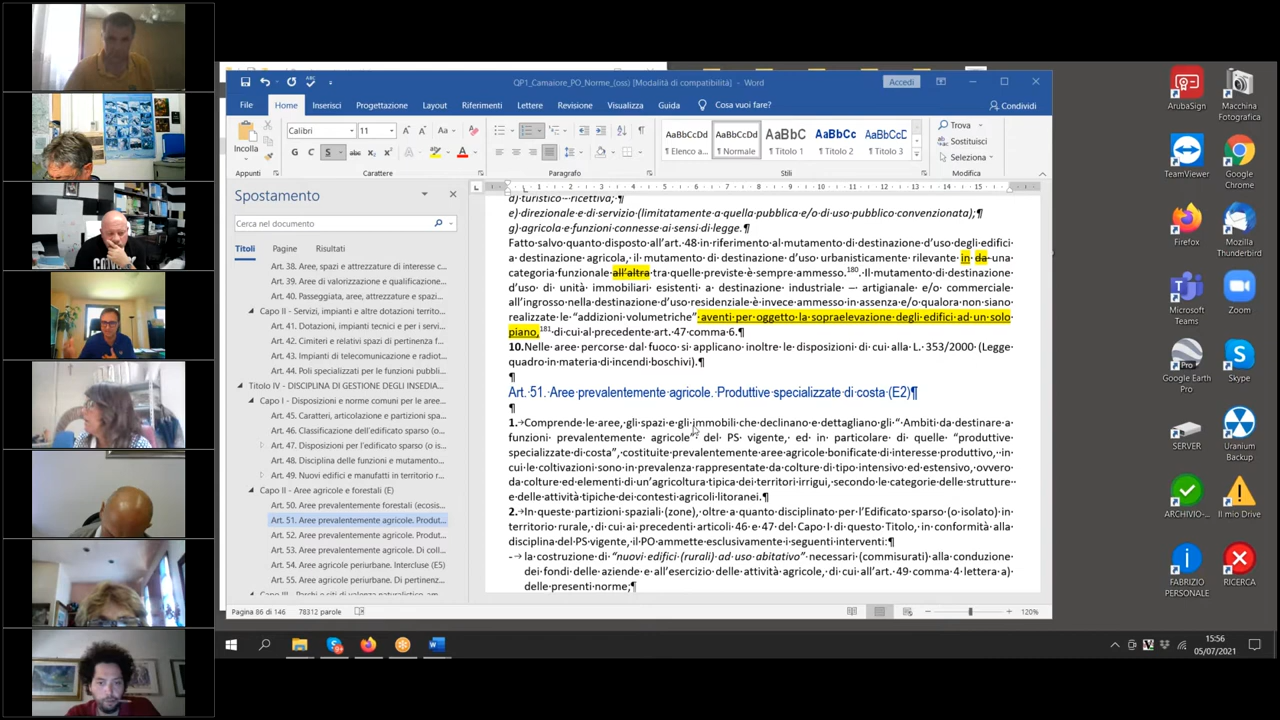 QP1_Camaiore_PO_Norme_(oss) [Modalità di compatibilità] - Word
Accedi
File
Home
Inserisci
Progettazione
Layout
Riferimenti
Lettere
Revisione
Visualizza
Guida
Cosa vuoi fare?
Condividi
Incolla
Calibri
11
Appunti
Carattere
Paragrafo
Stili
Modifica
AaBbCcDd
AaBbCcDd
AaBbC
AaBbCc
AaBbCcD
¶ Elenco a...
¶ Normale
¶ Titolo 1
¶ Titolo 2
¶ Titolo 3
Trova
Sostituisci
Seleziona
Spostamento
Cerca nel documento
Titoli
Pagine
Risultati
Art. 38. Aree, spazi e attrezzature di interesse c...
Art. 39. Aree di valorizzazione e qualificazione...
Art. 40. Passeggiata, aree, attrezzature e spazi...
Capo II - Servizi, impianti e altre dotazioni territo...
Art. 41. Dotazioni, impianti tecnici e per i servi...
Art. 42. Cimiteri e relativi spazi di pertinenza f...
Art. 43. Impianti di telecomunicazione e radiot...
Art. 44. Poli specializzati per le funzioni pubbli...
Titolo IV - DISCIPLINA DI GESTIONE DEGLI INSEDIA...
Capo I - Disposizioni e norme comuni per le aree...
Art. 45. Caratteri, articolazione e partizioni spa...
Art. 46. Classificazione dell'edificato sparso (o...
Art. 47. Disposizioni per l'edificato sparso (o is...
Art. 48. Disciplina delle funzioni e mutamento...
Art. 49. Nuovi edifici e manufatti in territorio r...
Capo II - Aree agricole e forestali (E)
Art. 50. Aree prevalentemente forestali (ecosis...
Art. 51. Aree prevalentemente agricole. Produt...
Art. 52. Aree prevalentemente agricole. Produ...
Art. 53. Aree prevalentemente agricole. Di coll...
Art. 54. Aree agricole periurbane. Intercluse (E5)
Art. 55. Aree agricole periurbane. Di pertinenz...
d) turistico – ricettiva; ¶
e) direzionale e di servizio (limitatamente a quella pubblica e/o di uso pubblico convenzionata); ¶
g) agricola e funzioni connesse ai sensi di legge. ¶
Fatto salvo quanto disposto all'art. 48 in riferimento al mutamento di destinazione d'uso degli edifici
a destinazione agricola, il mutamento di destinazione d'uso urbanisticamente rilevante in da una
categoria funzionale all'altra tra quelle previste è sempre ammesso.180 Il mutamento di destinazione
d'uso di unità immobiliari esistenti a destinazione industriale – artigianale e/o commerciale
all'ingrosso nella destinazione d'uso residenziale è invece ammesso in assenza e/o qualora non siano
realizzate le "addizioni volumetriche" aventi per oggetto la sopraelevazione degli edifici ad un solo
piano,181 di cui al precedente art. 47 comma 6.¶
10.Nelle aree percorse dal fuoco si applicano inoltre le disposizioni di cui alla L. 353/2000 (Legge
quadro in materia di incendi boschivi).¶
¶
Art. 51. Aree prevalentemente agricole. Produttive specializzate di costa (E2)¶
¶
1.→Comprende le aree, gli spazi e gli immobili che declinano e dettagliano gli " Ambiti da destinare a
funzioni prevalentemente agricole" del PS vigente, ed in particolare di quelle "produttive
specializzate di costa", costituite prevalentemente aree agricole bonificate di interesse produttivo, in
cui le coltivazioni sono in prevalenza rappresentate da colture di tipo intensivo ed estensivo, ovvero
da colture ed elementi di un'agricoltura tipica dei territori irrigui, secondo le categorie delle strutture
e delle attività tipiche dei contesti agricoli litoranei.¶
2.→In queste partizioni spaziali (zone), oltre a quanto disciplinato per l'Edificato sparso (o isolato) in
territorio rurale, di cui ai precedenti articoli 46 e 47 del Capo I di questo Titolo, in conformità alla
disciplina del PS vigente, il PO ammette esclusivamente i seguenti interventi:¶
-→la costruzione di "nuovi edifici (rurali) ad uso abitativo" necessari (commisurati) alla conduzione
dei fondi delle aziende e all'esercizio delle attività agricole, di cui all'art. 49 comma 4 lettera a)
delle presenti norme;¶
Pagina 86 di 146
78312 parole
120%
ArubaSign
Macchina Fotografica
TeamViewer
Google Chrome
Firefox
Mozilla Thunderbird
Microsoft Teams
Zoom
Google Earth Pro
Skype
SERVER
Uranium Backup
ARCHIVIO-...
Il mio Drive
FABRIZIO PERSONALE
RICERCA
15:56
05/07/2021